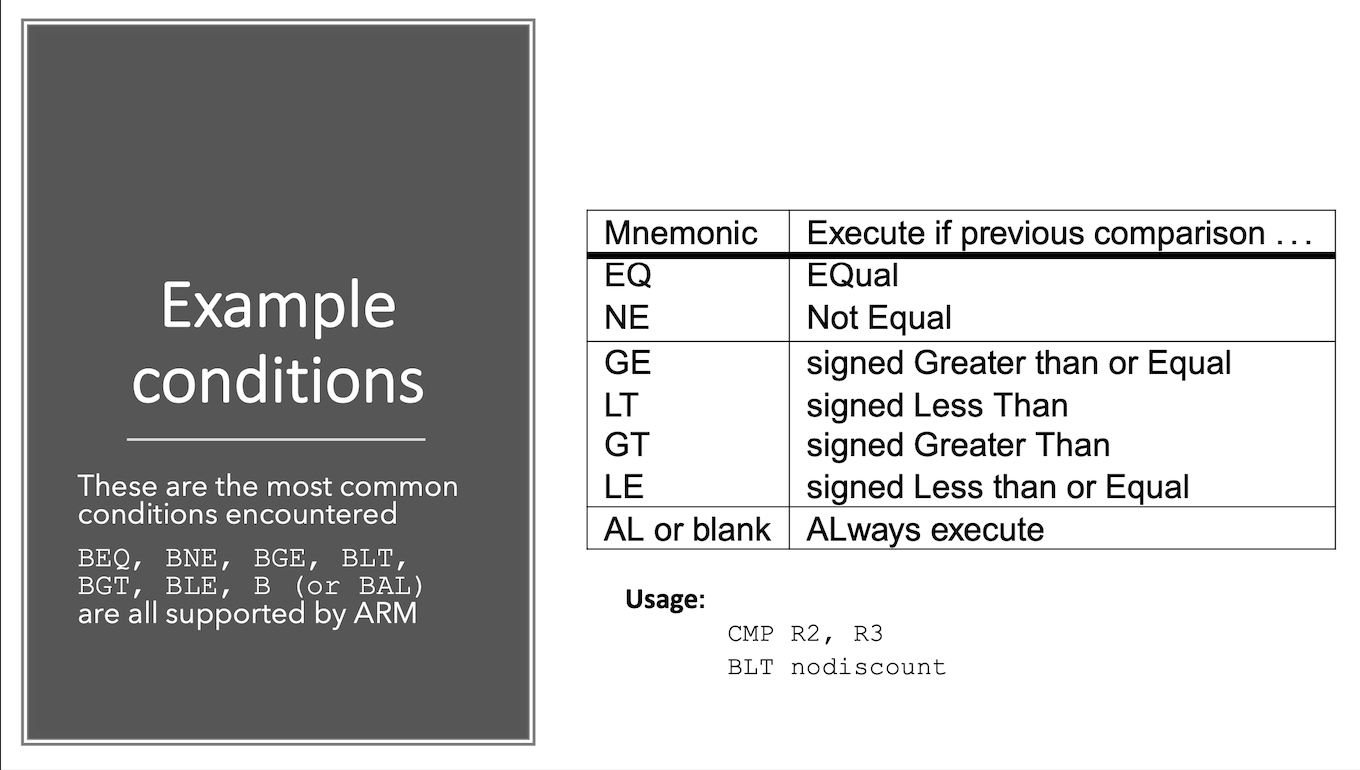 Example
conditions
These are the most common
conditions encountered
BEQ, BNE, BGE, BLT,
BGT, BLE, B (or BAL)
are all supported by ARM
Mnemonic Execute if previous comparison ...
EQ EQual
NE Not Equal
GE signed Greater than or Equal
LT signed Less Than
GT signed Greater Than
LE signed Less than or Equal
AL or blank ALways execute
Usage:
CMP R2, R3
BLT nodiscount